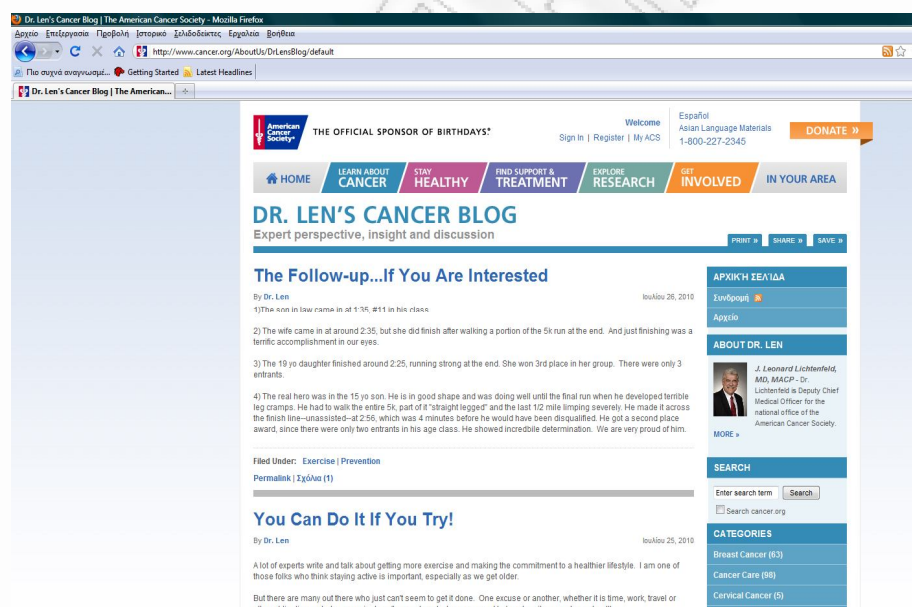 Dr. Len's Cancer Blog | The American Cancer Society - Mozilla Firefox
Αρχείο Επεξεργασία Προβολή Ιστορικό Σελιδοδείκτες Εργαλεία Βοήθεια
http://www.cancer.org/AboutUs/DrLensBlog/default
Πιο συχνά αναγνωσμέ... Getting Started Latest Headlines
Dr. Len's Cancer Blog | The American...
American Cancer Society®
THE OFFICIAL SPONSOR OF BIRTHDAYS.®
Welcome
Sign In | Register | My ACS
Español
Asian Language Materials
1-800-227-2345
DONATE »
HOME
LEARN ABOUT CANCER
STAY HEALTHY
FIND SUPPORT & TREATMENT
EXPLORE RESEARCH
GET INVOLVED
IN YOUR AREA
DR. LEN'S CANCER BLOG
Expert perspective, insight and discussion
PRINT » SHARE » SAVE »
The Follow-up...If You Are Interested
By Dr. Len Ιουλίου 26, 2010
1)The son in law came in at 1:35, #11 in his class.
2) The wife came in at around 2:35, but she did finish after walking a portion of the 5k run at the end. And just finishing was a
terrific accomplishment in our eyes.
3) The 19 yo daughter finished around 2:25, running strong at the end. She won 3rd place in her group. There were only 3
entrants.
4) The real hero was in the 15 yo son. He is in good shape and was doing well until the final run when he developed terrible
leg cramps. He had to walk the entire 5k, part of it "straight legged" and the last 1/2 mile limping severely. He made it across
the finish line--unassisted--at 2:56, which was 4 minutes before he would have been disqualified. He got a second place
award, since there were only two entrants in his age class. He showed incredbile determination. We are very proud of him.
Filed Under: Exercise | Prevention
Permalink | Σχόλια (1)
You Can Do It If You Try!
By Dr. Len Ιουλίου 25, 2010
A lot of experts write and talk about getting more exercise and making the commitment to a healthier lifestyle. I am one of
those folks who think staying active is important, especially as we get older.
But there are many out there who just can't seem to get it done. One excuse or another, whether it is time, work, travel or
ΑΡΧΙΚΉ ΣΕΛΊΔΑ
Συνδρομή
Αρχείο
ABOUT DR. LEN
J. Leonard Lichtenfeld,
MD, MACP - Dr.
Lichtenfeld is Deputy Chief
Medical Officer for the
national office of the
American Cancer Society.
MORE »
SEARCH
Enter search term Search
Search cancer.org
CATEGORIES
Breast Cancer (63)
Cancer Care (98)
Cervical Cancer (5)